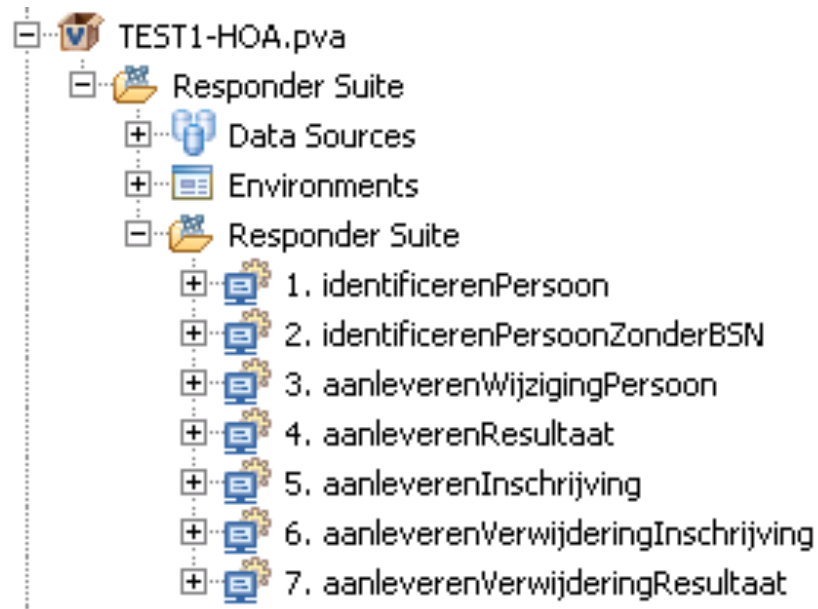 TEST1-HOA.pva
Responder Suite
Data Sources
Environments
Responder Suite
1. identificerenPersoon
2. identificerenPersoonZonderBSN
3. aanleverenWijzigingPersoon
4. aanleverenResultaat
5. aanleverenInschrijving
6. aanleverenVerwijderingInschrijving
7. aanleverenVerwijderingResultaat